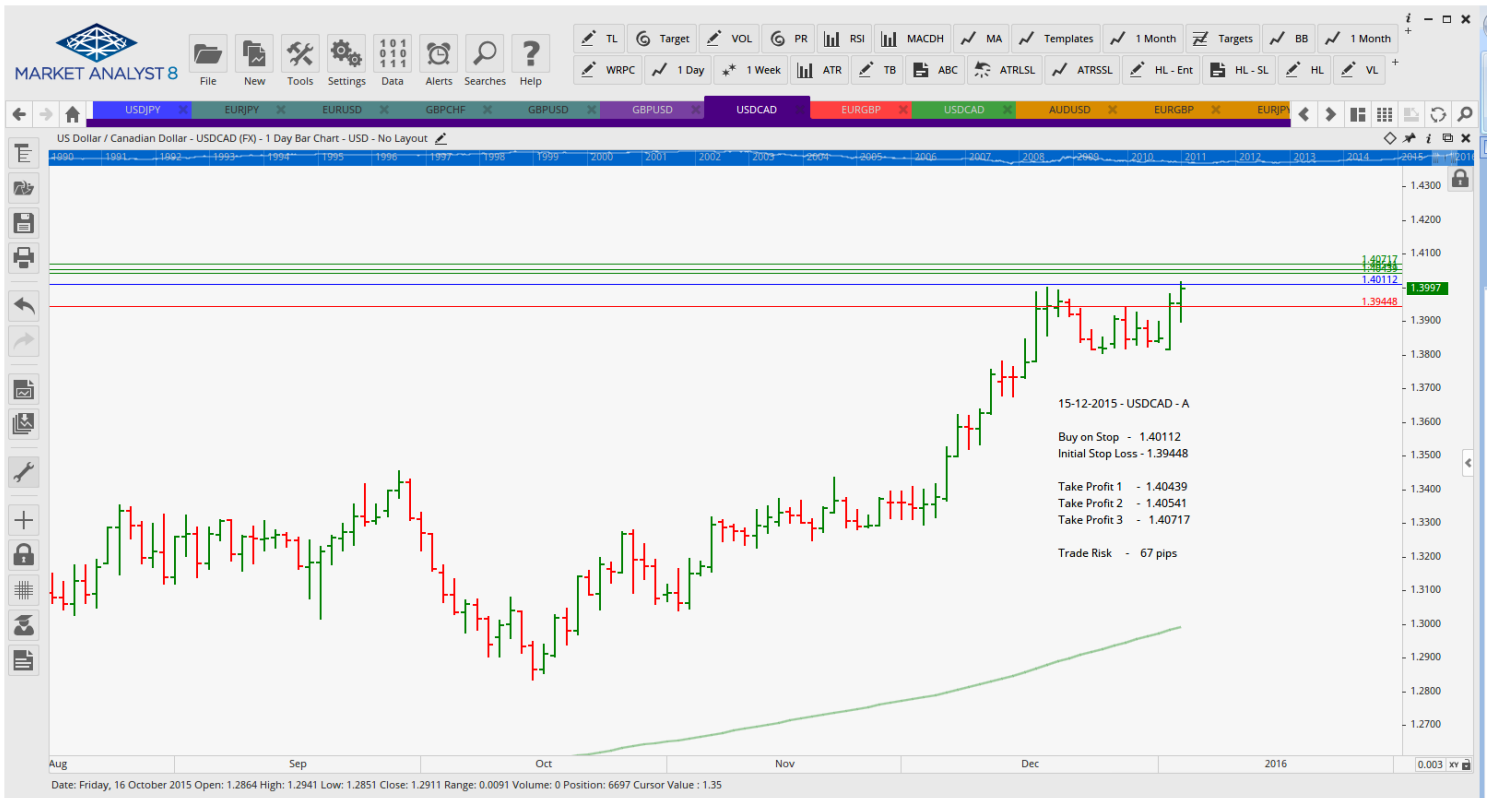 i
TL Target VOL PR RSI MACDH MA Templates 1 Month Targets BB 1 Month +
MARKET ANALYST 8
File New Tools Settings Data Alerts Searches Help
WRPC 1 Day 1 Week ATR TB ABC ATRLSL ATRSSL HL - Ent HL - SL HL VL +
USDJPY EURJPY EURUSD GBPCHF GBPUSD GBPUSD USDCAD EURGBP USDCAD AUDUSD EURGBP EURJPY
US Dollar / Canadian Dollar - USDCAD (FX) - 1 Day Bar Chart - USD - No Layout
1990 1991 1992 1993 1994 1995 1996 1997 1998 1999 2000 2001 2002 2003 2004 2005 2006 2007 2008 2009 2010 2011 2012 2013 2014 2015 2016
1.4300
1.4200
1.4100
1.40717
1.40541
1.40439
1.40112
1.3997
1.39448
1.3900
1.3800
1.3700
15-12-2015 - USDCAD - A
1.3600
Buy on Stop - 1.40112
Initial Stop Loss - 1.39448
1.3500
Take Profit 1 - 1.40439
1.3400
Take Profit 2 - 1.40541
Take Profit 3 - 1.40717
1.3300
Trade Risk - 67 pips
1.3200
1.3100
1.3000
1.2900
1.2800
1.2700
Aug Sep Oct Nov Dec 2016 0.003 XY
Date: Friday, 16 October 2015 Open: 1.2864 High: 1.2941 Low: 1.2851 Close: 1.2911 Range: 0.0091 Volume: 0 Position: 6697 Cursor Value : 1.35